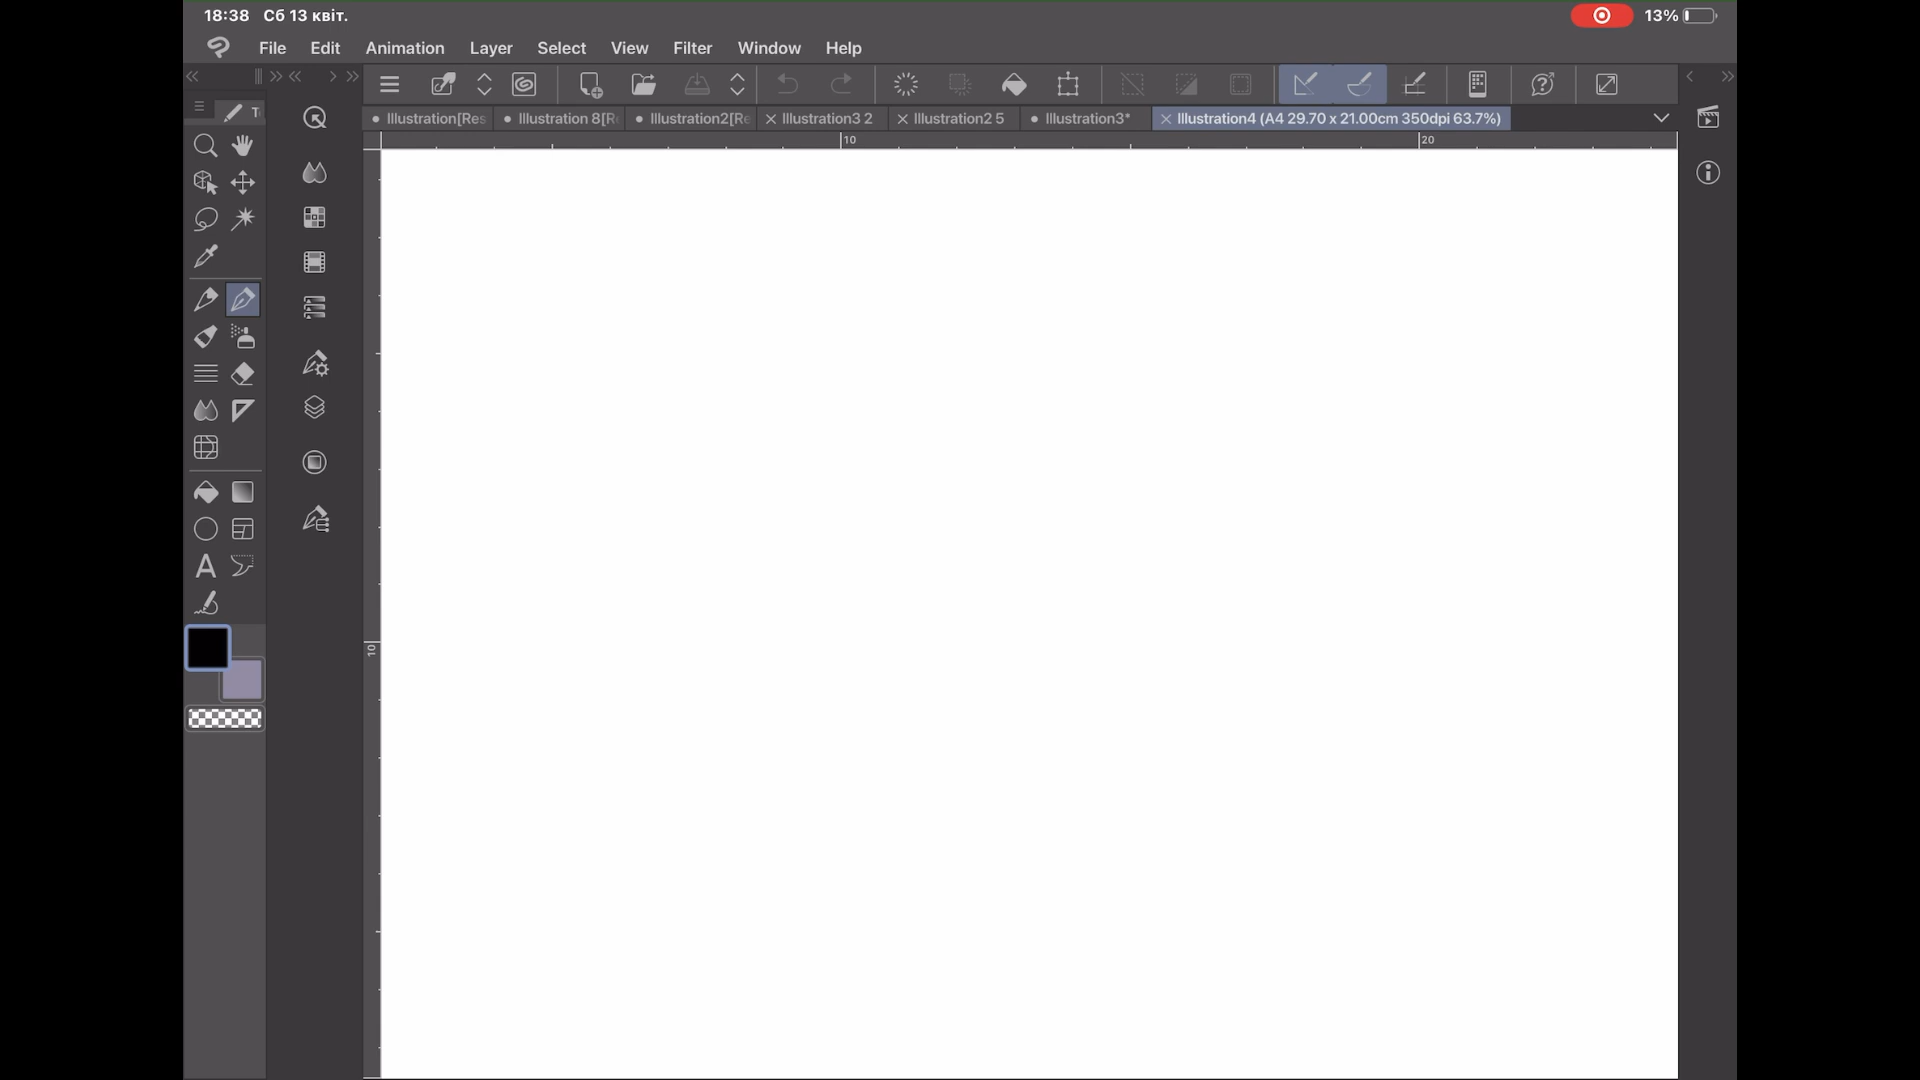 18:38 Сб 13 квіт. 13%
File Edit Animation Layer Select View Filter Window Help
Illustration[Res Illustration 8[R Illustration2[Re Illustration3 2 Illustration2 5 Illustration3* Illustration4 (A4 29.70 x 21.00cm 350dpi 63.7%)
10 20
10